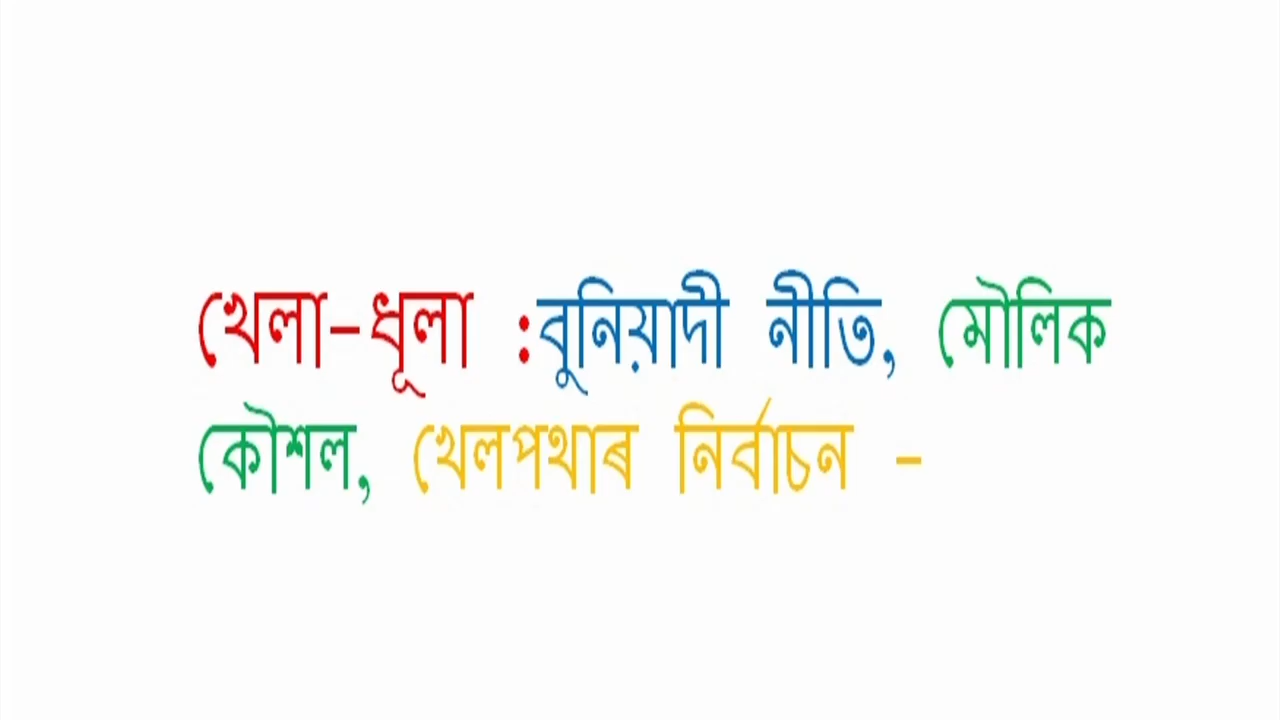 খেলা-ধূলা :বুনিয়াদী নীতি, মৌলিক
কৌশল, খেলপথাৰ নিৰ্বাচন -